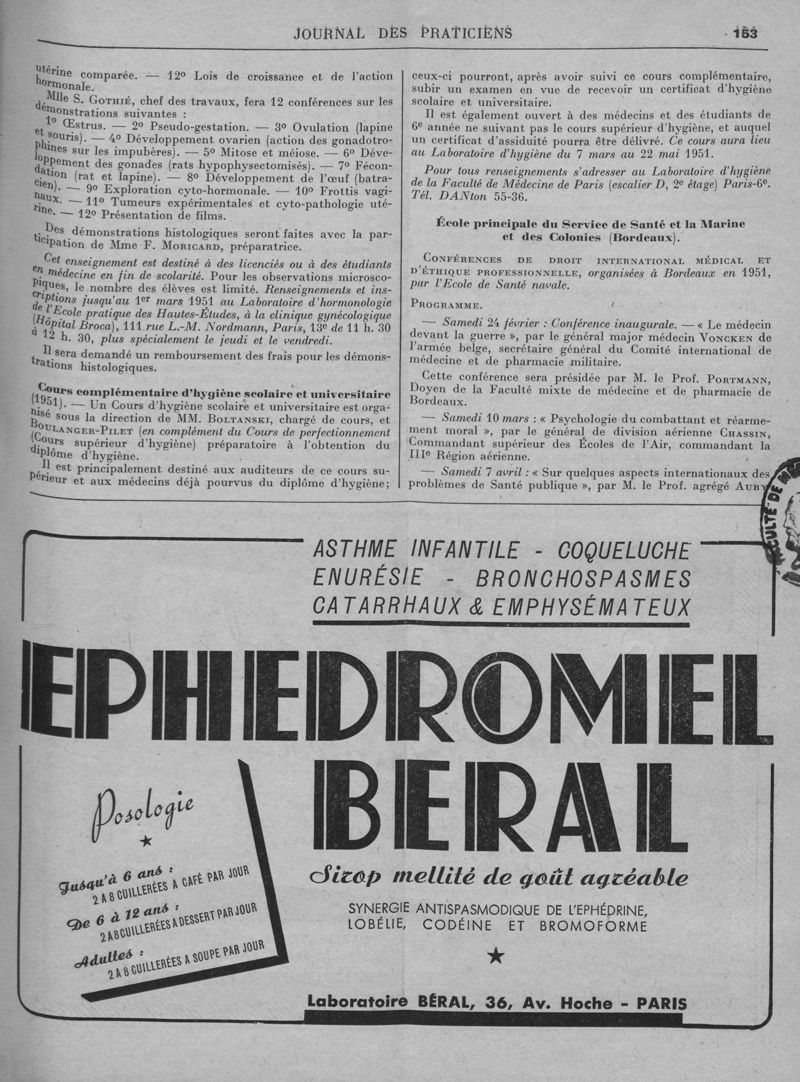 JOURNAL DES PRATICIENS
153
utérine comparée. — 12º Lois de croissance et de l'action
hormonale.
Mlle S. Gothié, chef des travaux, fera 12 conférences sur les
démonstrations suivantes :
1º Œstrus. — 2º Pseudo-gestation. — 3º Ovulation (lapine
et souris). — 4º Développement ovarien (action des gonadotro-
phines sur les impubères). — 5º Mitose et méiose. — 6º Déve-
loppement des gonades (rats hypophysectomisés). — 7º Fécon-
dation (rat et lapine). — 8º Développement de l'œuf (batra-
cien). — 9º Exploration cyto-hormonale. — 10º Frottis vagi-
naux. — 11º Tumeurs expérimentales et cyto-pathologie uté-
rine. — 12º Présentation de films.
Des démonstrations histologiques seront faites avec la par-
ticipation de Mme F. Moricard, préparatrice.
Cet enseignement est destiné à des licenciés ou à des étudiants
en médecine en fin de scolarité. Pour les observations microsco-
piques, le nombre des élèves est limité. Renseignements et ins-
criptions jusqu'au 1er mars 1951 au Laboratoire d'hormonologie
de l'Ecole pratique des Hautes-Études, à la clinique gynécologique
(Hôpital Broca), 111 rue L.-M. Nordmann, Paris, 13e de 11 h. 30
à 12 h. 30, plus spécialement le jeudi et le vendredi.
Il sera demandé un remboursement des frais pour les démons-
trations histologiques.
Cours complémentaire d'hygiène scolaire et universitaire
(1951). — Un Cours d'hygiène scolaire et universitaire est orga-
nisé sous la direction de MM. Boltanski, chargé de cours, et
Boulanger-Pilet (en complément du Cours de perfectionnement
(Cours supérieur d'hygiène) préparatoire à l'obtention du
diplôme d'hygiène.
Il est principalement destiné aux auditeurs de ce cours su-
périeur et aux médecins déjà pourvus du diplôme d'hygiène;
ceux-ci pourront, après avoir suivi ce cours complémentaire,
subir un examen en vue de recevoir un certificat d'hygiène
scolaire et universitaire.
Il est également ouvert à des médecins et des étudiants de
6e année ne suivant pas le cours supérieur d'hygiène, et auquel
un certificat d'assiduité pourra être délivré. Ce cours aura lieu
au Laboratoire d'hygiène du 7 mars au 22 mai 1951.
Pour tous renseignements s'adresser au Laboratoire d'hygiène
de la Faculté de Médecine de Paris (escalier D, 2e étage) Paris-6e.
Tél. DANton 55-36.
École principale du Service de Santé et la Marine
et des Colonies (Bordeaux).
Conférences de droit international médical et
d'éthique professionnelle, organisées à Bordeaux en 1951,
par l'Ecole de Santé navale.
Programme.
— Samedi 24 février : Conférence inaugurale. — « Le médecin
devant la guerre », par le général major médecin Voncken de
l'armée belge, secrétaire général du Comité international de
médecine et de pharmacie militaire.
Cette conférence sera présidée par M. le Prof. Portmann,
Doyen de la Faculté mixte de médecine et de pharmacie de
Bordeaux.
— Samedi 10 mars : « Psychologie du combattant et réarme-
ment moral », par le général de division aérienne Chassin,
Commandant supérieur des Écoles de l'Air, commandant la
IIIe Région aérienne.
— Samedi 7 avril : « Sur quelques aspects internationaux des
problèmes de Santé publique », par M. le Prof. agrégé Auby
FACULTÉ DE
ASTHME INFANTILE - COQUELUCHE
ENURÉSIE - BRONCHOSPASMES
CATARRHAUX & EMPHYSÉMATEUX
EPHEDROMEL
BERAL
Posologie
Jusqu'à 6 ans :
2 A 8 CUILLERÉES A CAFÉ PAR JOUR
De 6 à 12 ans :
2 A 8 CUILLERÉES A DESSERT PAR JOUR
Adultes :
2 A 8 CUILLERÉES A SOUPE PAR JOUR
Sirop mellité de goût agréable
SYNERGIE ANTISPASMODIQUE DE L'EPHÉDRINE,
LOBÉLIE, CODÉINE ET BROMOFORME
Laboratoire BÉRAL, 36, Av. Hoche - PARIS